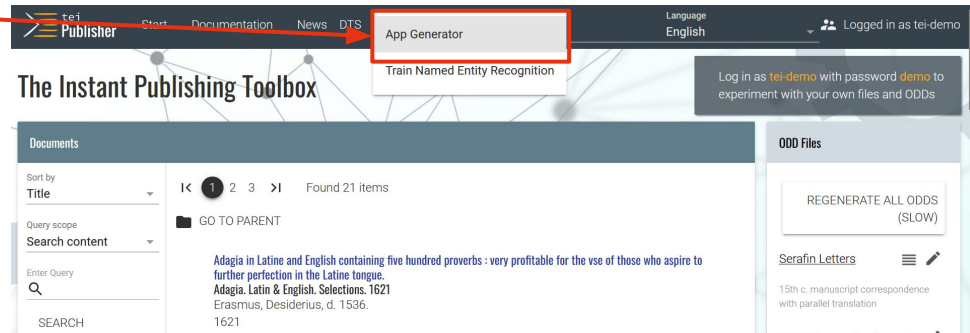 tei
Publisher
Start
Documentation
News
DTS
App Generator
Train Named Entity Recognition
Language
English
Logged in as tei-demo
The Instant Publishing Toolbox
Log in as tei-demo with password demo to
experiment with your own files and ODDs
Documents
Sort by
Title
Query scope
Search content
Enter Query
SEARCH
1 2 3 Found 21 items
GO TO PARENT
Adagia in Latine and English containing five hundred proverbs : very profitable for the vse of those who aspire to
further perfection in the Latine tongue.
Adagia. Latin & English. Selections. 1621
Erasmus, Desiderius, d. 1536.
1621
ODD Files
REGENERATE ALL ODDS
(SLOW)
Serafin Letters
15th c. manuscript correspondence
with parallel translation